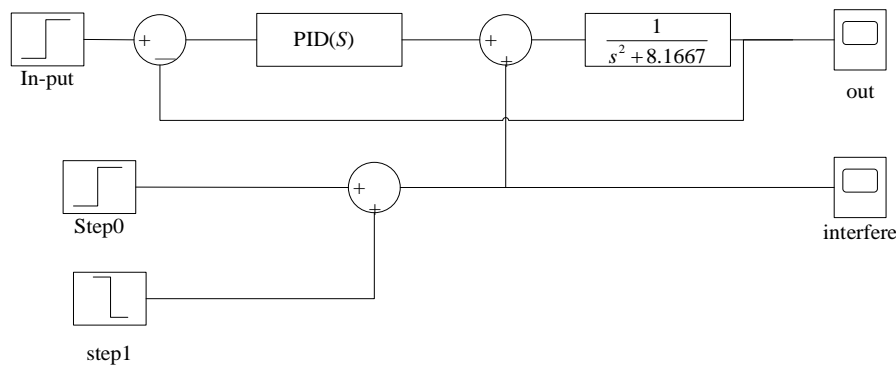 In-put
+
—
PID(S)
+
+
1
s² + 8.1667
out
Step0
+
+
interfere
step1